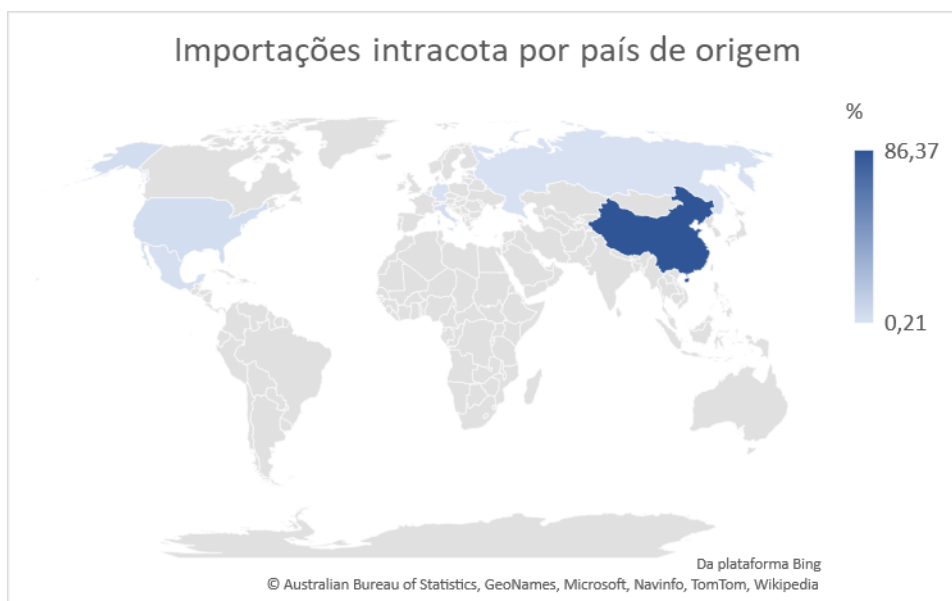 Importações intracota por país de origem
%
86,37
0,21
Da plataforma Bing
© Australian Bureau of Statistics, GeoNames, Microsoft, Navinfo, TomTom, Wikipedia